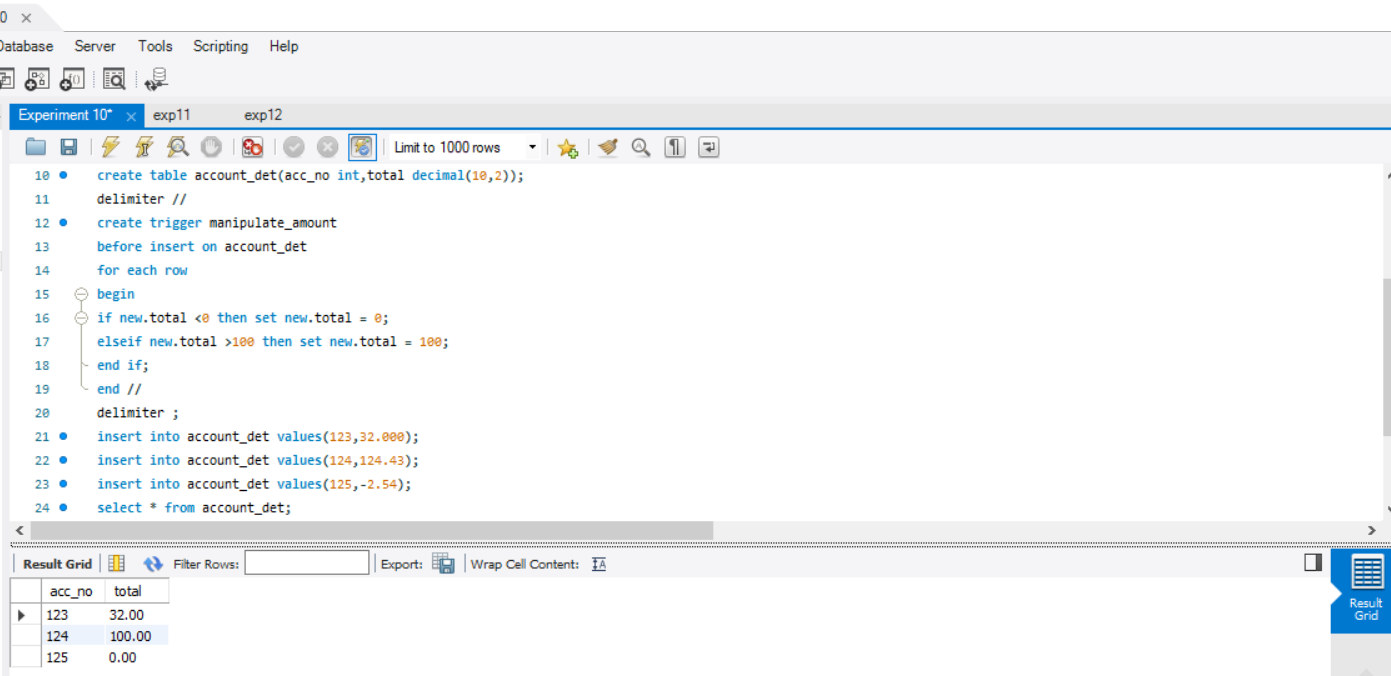 0 ×
Database Server Tools Scripting Help
Experiment 10* × exp11 exp12
Limit to 1000 rows
10 create table account_det(acc_no int,total decimal(10,2));
11 delimiter //
12 create trigger manipulate_amount
13 before insert on account_det
14 for each row
15 begin
16 if new.total <0 then set new.total = 0;
17 elseif new.total >100 then set new.total = 100;
18 end if;
19 end //
20 delimiter ;
21 insert into account_det values(123,32.000);
22 insert into account_det values(124,124.43);
23 insert into account_det values(125,-2.54);
24 select * from account_det;
Result Grid Filter Rows: Export: Wrap Cell Content:
acc_no total
123 32.00
124 100.00
125 0.00
Result
Grid